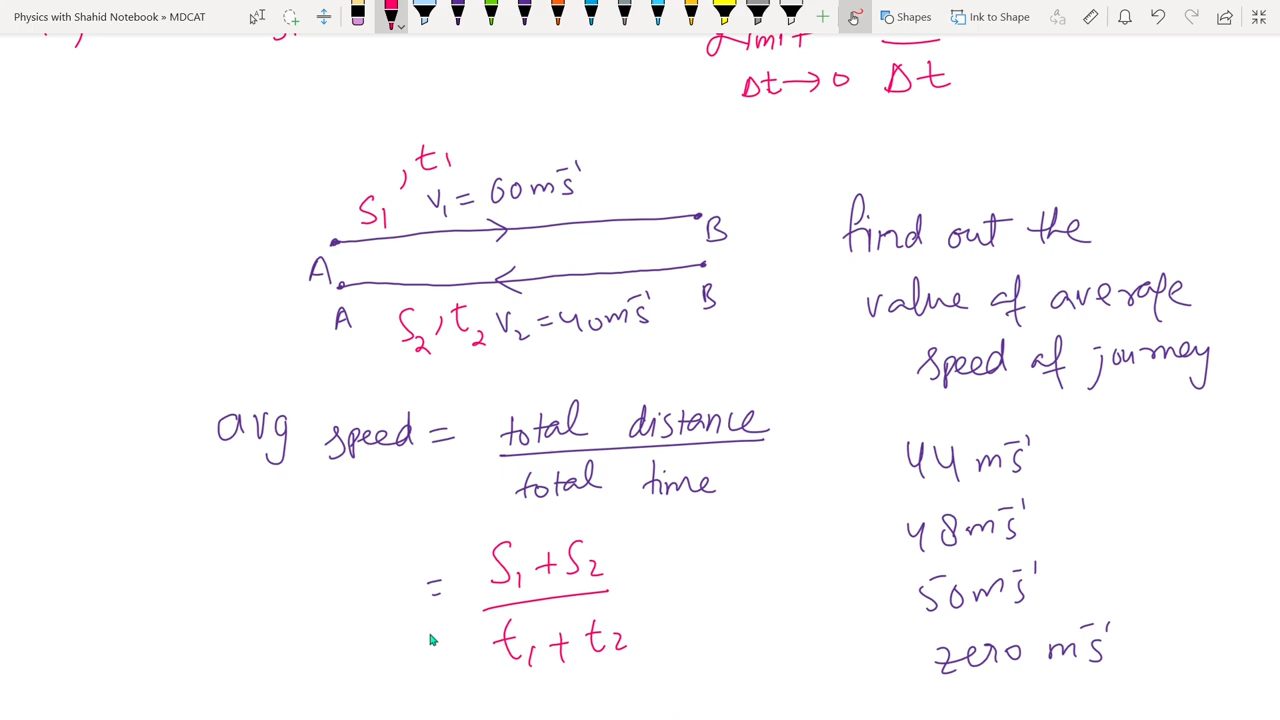 Physics with Shahid Notebook » MDCAT
Shapes
Ink to Shape
Limit
Δt→0 Δt
S₁, t₁
V₁ = 60ms⁻¹
A B
A B
S₂, t₂ V₂ = 40ms⁻¹
find out the
value of average
speed of journey
avg speed = total distance / total time
= S₁ + S₂ / t₁ + t₂
44 ms⁻¹
48 ms⁻¹
50 ms⁻¹
zero ms⁻¹